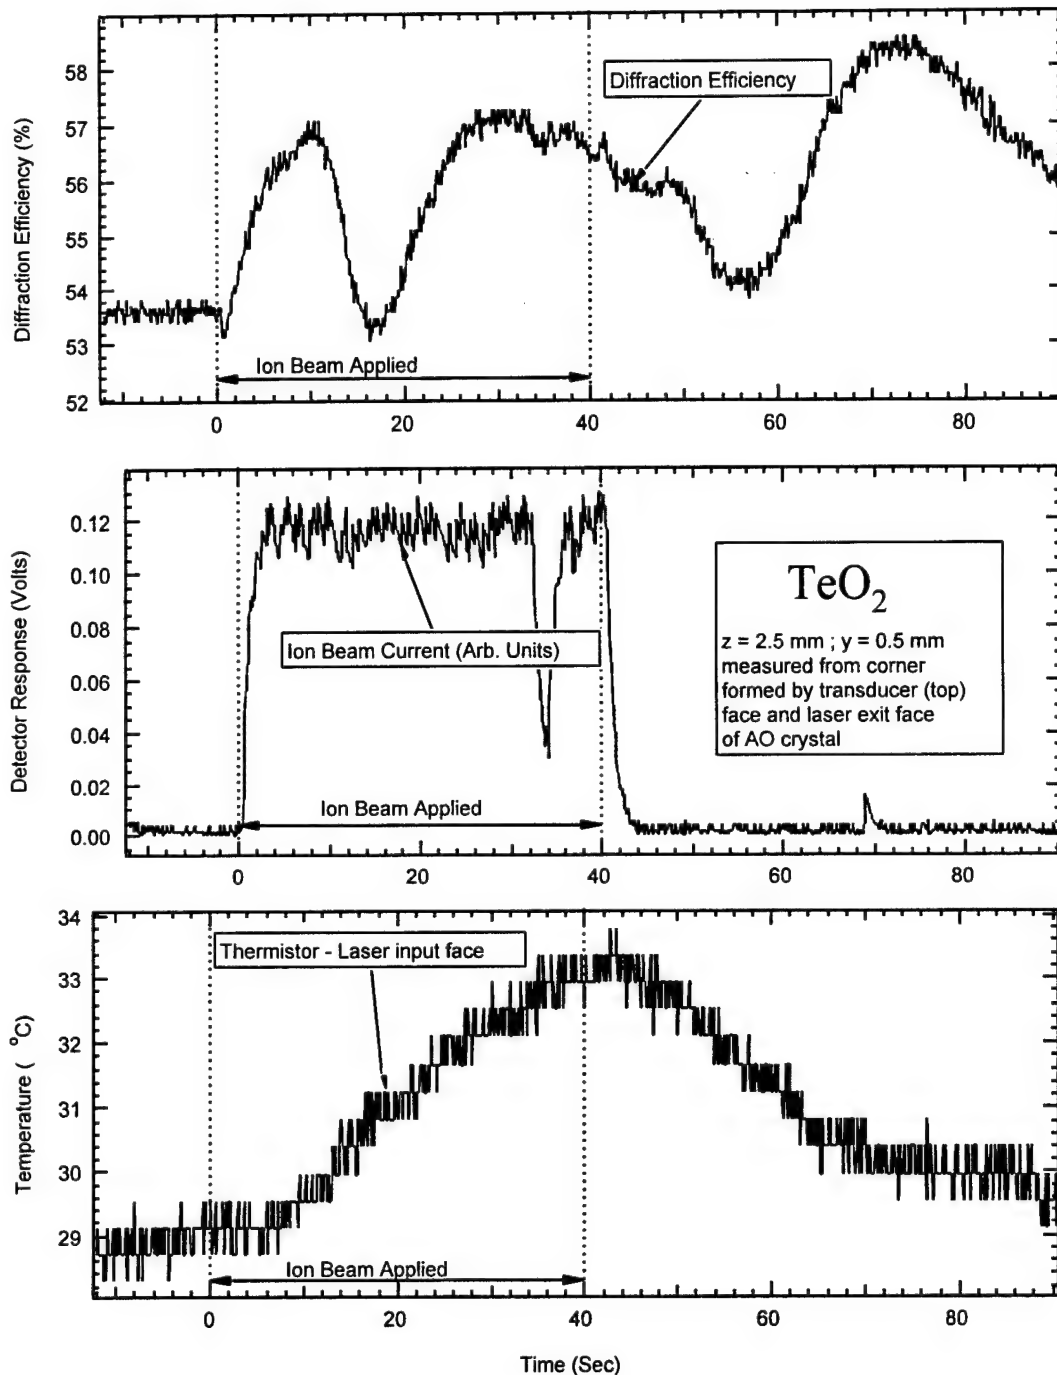 58
57
56
55
54
53
52
Diffraction Efficiency (%)
Diffraction Efficiency
Ion Beam Applied
0
20
40
60
80
0.12
0.10
0.08
0.06
0.04
0.02
0.00
Detector Response (Volts)
Ion Beam Current (Arb. Units)
TeO2
z = 2.5 mm ; y = 0.5 mm
measured from corner
formed by transducer (top)
face and laser exit face
of AO crystal
Ion Beam Applied
0
20
40
60
80
34
33
32
31
30
29
Temperature ( °C)
Thermistor - Laser input face
Ion Beam Applied
0
20
40
60
80
Time (Sec)